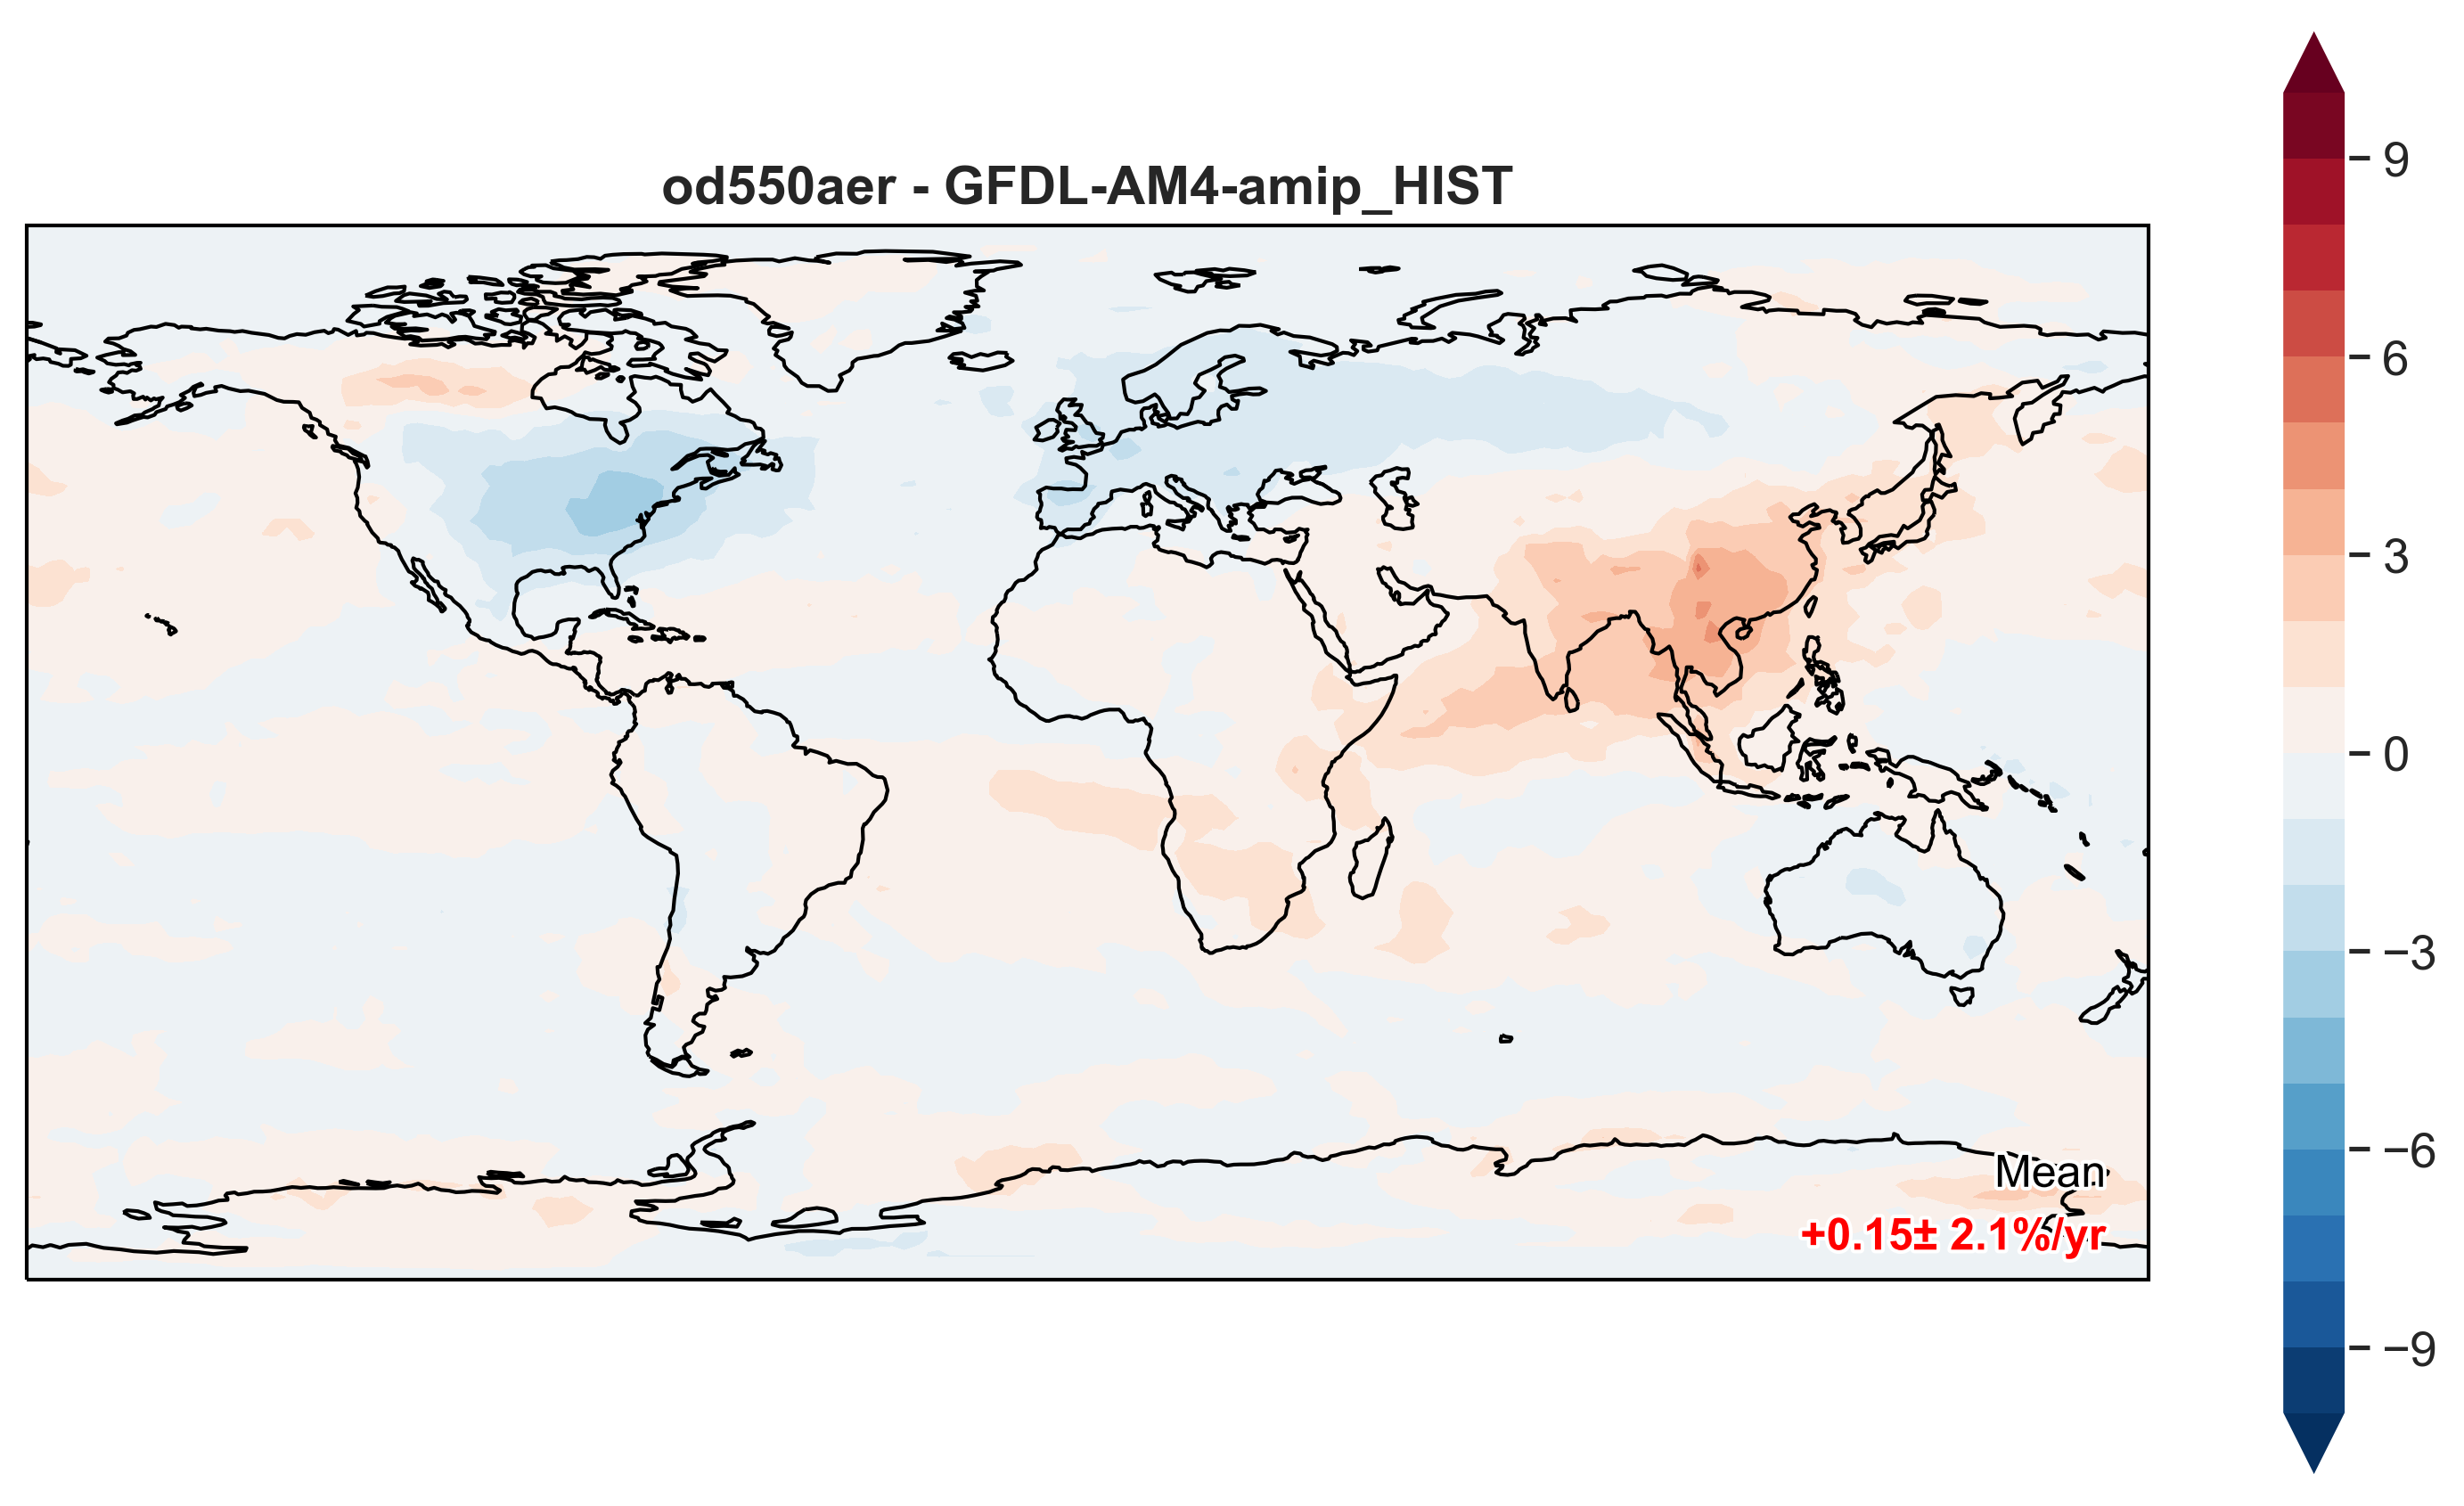 od550aer - GFDL-AM4-amip_HIST
9
6
3
0
−3
−6
−9
Mean
+0.15± 2.1%/yr